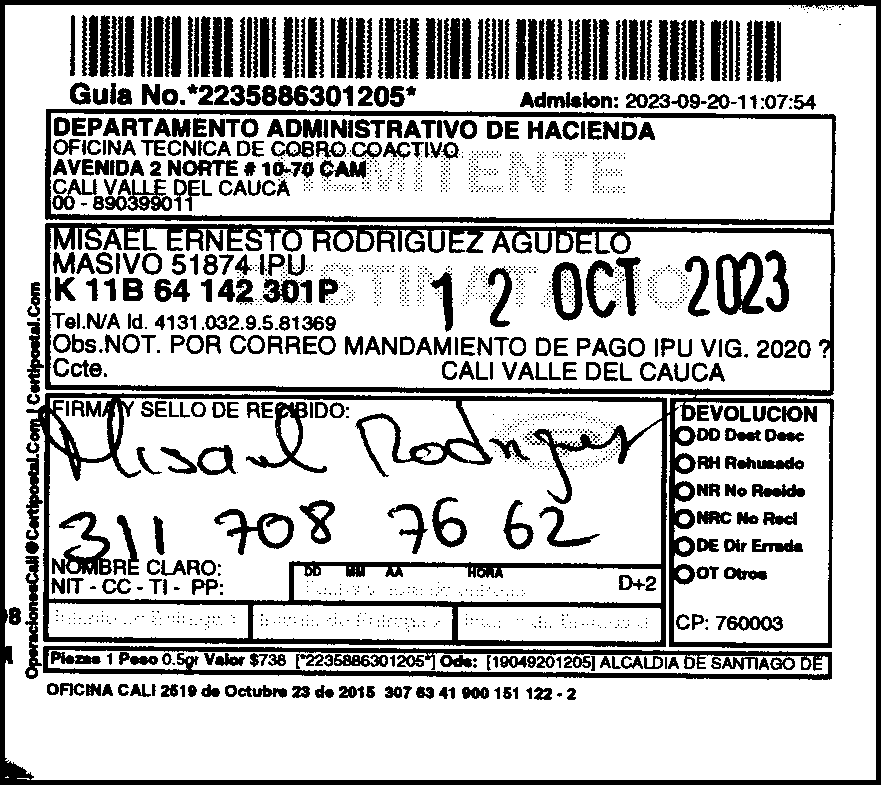 Guia No.*2235886301205*
Admision: 2023-09-20-11:07:54
DEPARTAMENTO ADMINISTRATIVO DE HACIENDA
OFICINA TECNICA DE COBRO COACTIVO
AVENIDA 2 NORTE # 10-70 CAM
REMITENTE
CALI VALLE DEL CAUCA
00 - 890399011
MISAEL ERNESTO RODRIGUEZ AGUDELO
MASIVO 51874 IPU
DESTINATARIO
K 11B 64 142 301P
12 OCT 2023
Tel.N/A Id. 4131.032.9.5.81369
Obs.NOT. POR CORREO MANDAMIENTO DE PAGO IPU VIG. 2020 ?
Ccte. CALI VALLE DEL CAUCA
FIRMA Y SELLO DE RECIBIDO:
Misael Rodriguez
311 708 76 62
NOMBRE CLARO:
NIT - CC - TI - PP:
DD MM AA HORA
D+2
DEVOLUCION
DD Dest Desc
RH Rehusado
NR No Reside
NRC No Recl
DE Dir Errada
OT Otros
CP: 760003
OperacionesCali@Certipostal.Com | Certipostal.Com
Piezas 1 Peso 0.5gr Valor $738 [*2235886301205*] Ods: [19049201205] ALCALDIA DE SANTIAGO DE
OFICINA CALI 2519 de Octubre 23 de 2015 307 63 41 900 151 122 - 2